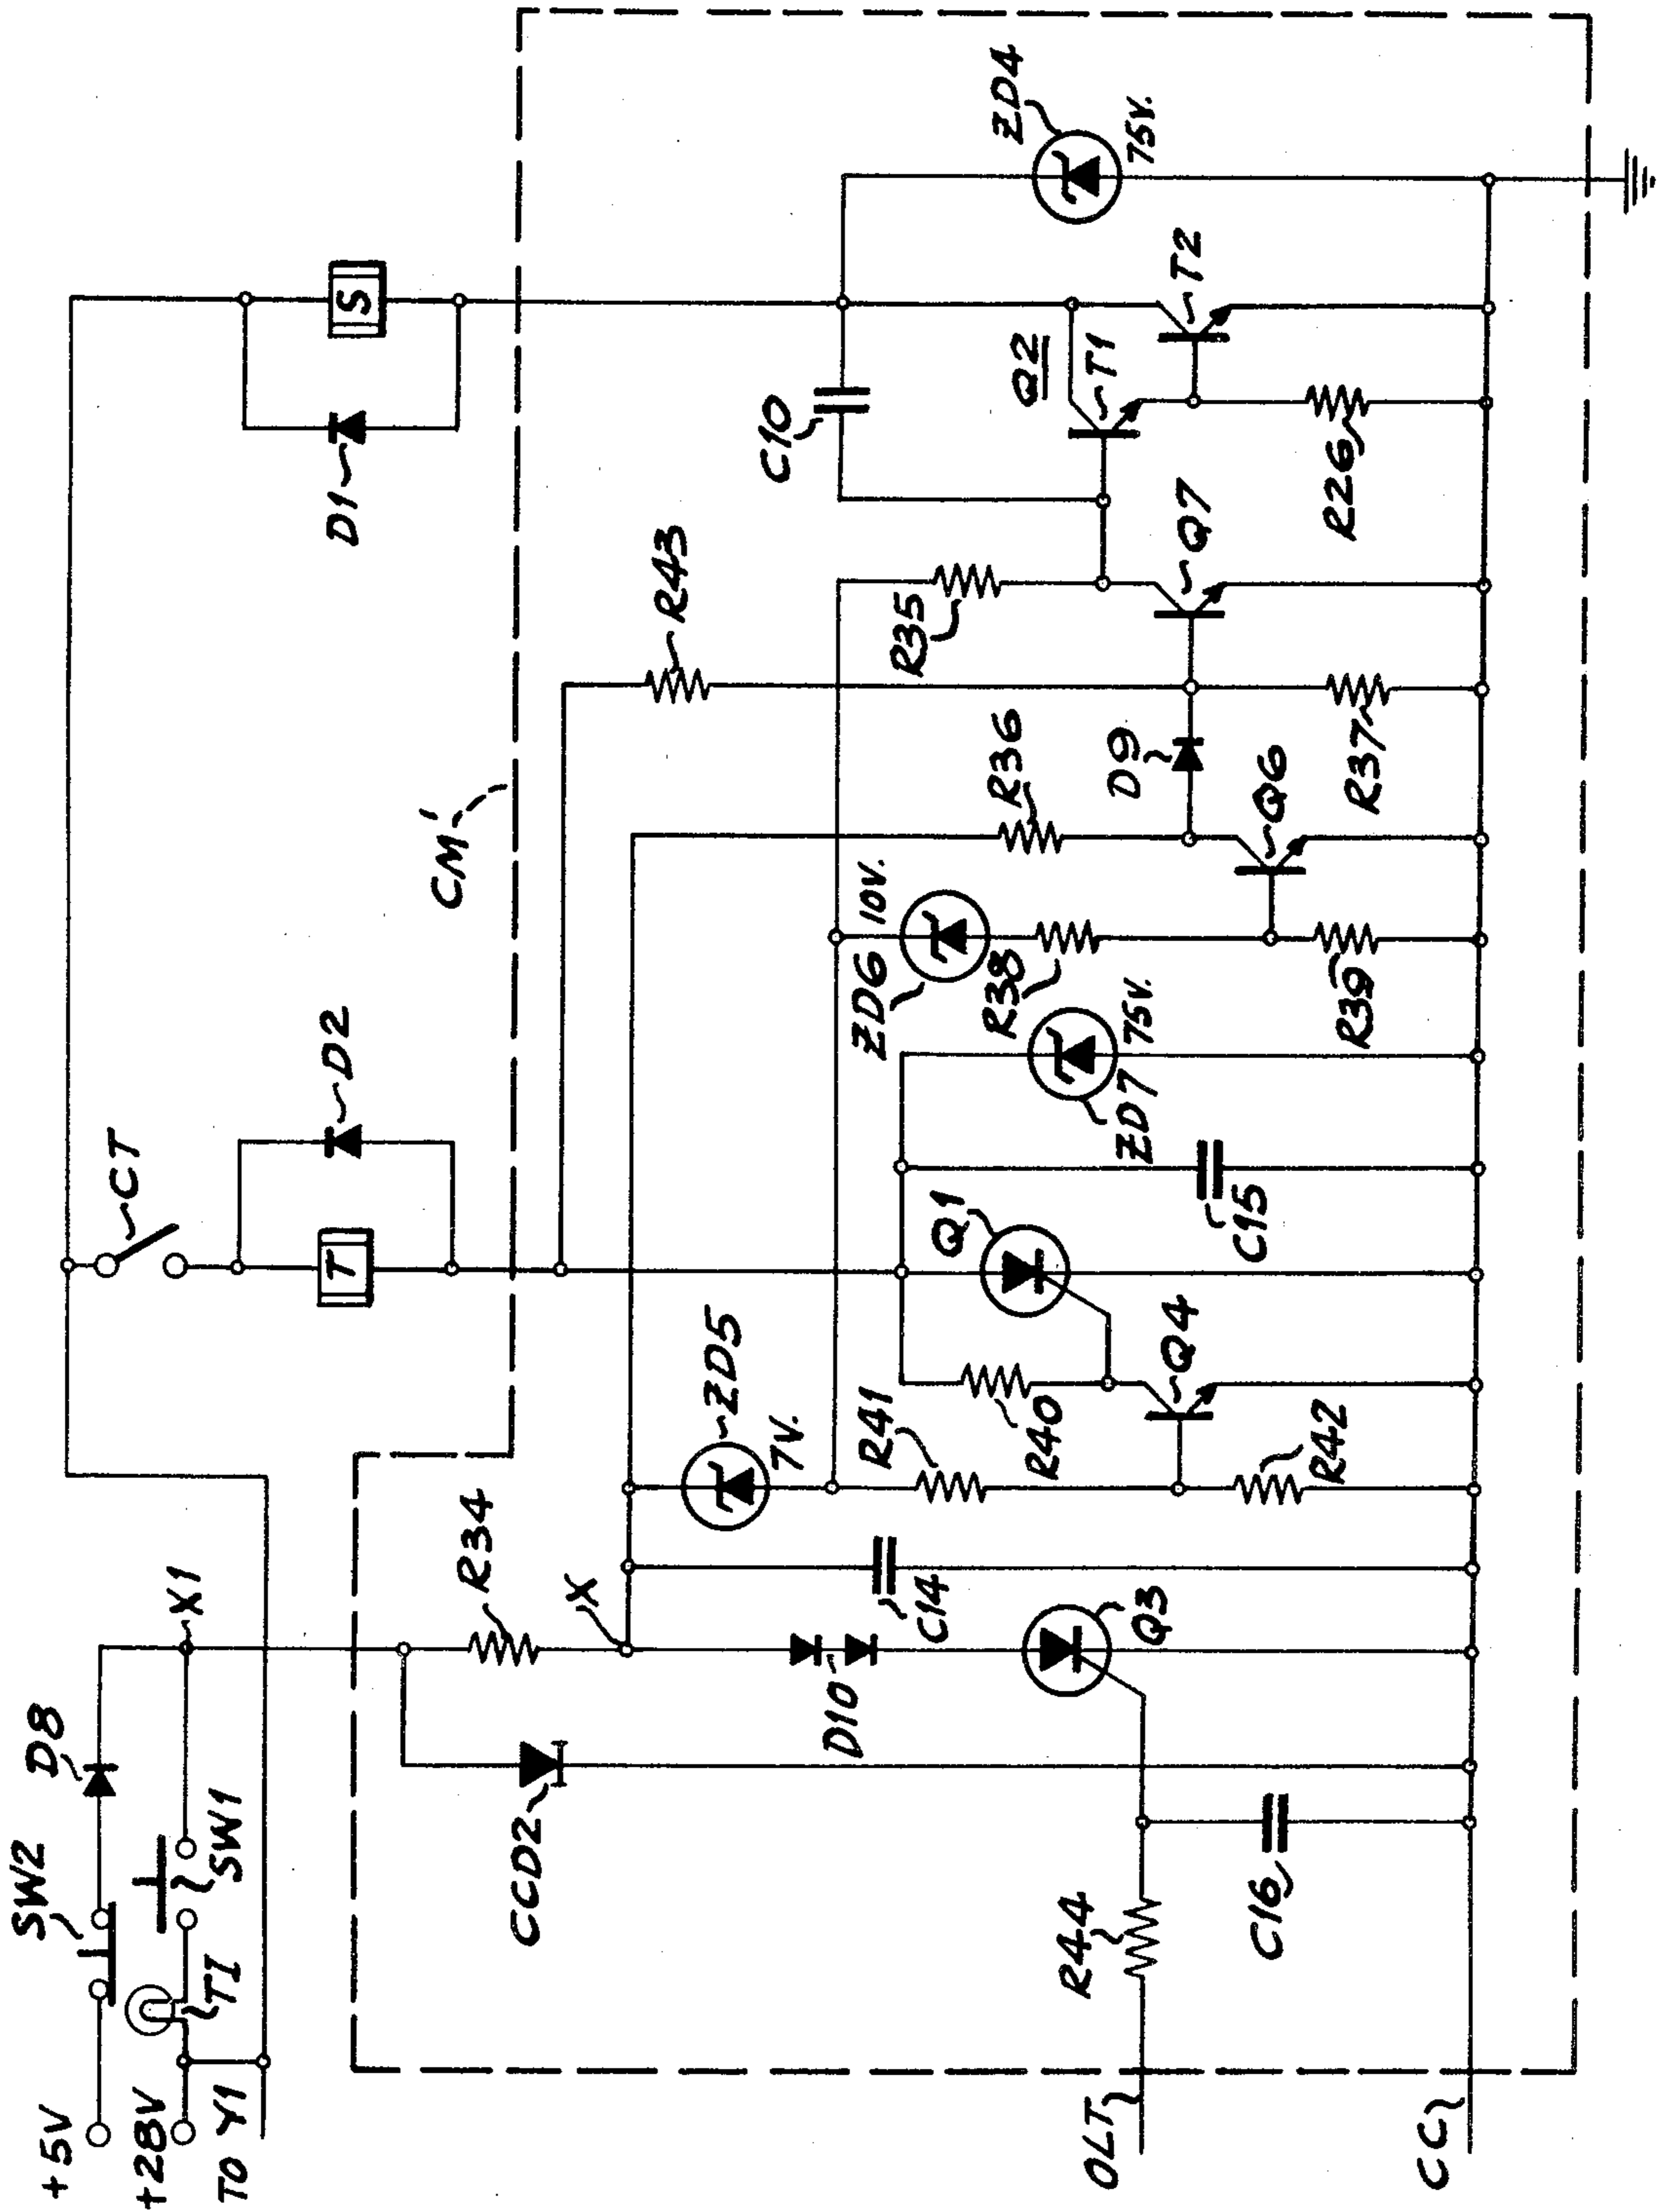 +5V
SW2
D8
+28V
TI
SW1
X1
TO Y1
CT
D2
T
D1
S
CM'
R34
X
CCD2
D10
Q3
C14
ZD5
7V.
R43
R41
R40
Q4
R42
Q1
C15
ZD7
75V.
ZD6
10V.
R38
R39
R36
D9
Q6
R37
R35
Q7
C10
Q2
T1
T2
R26
ZD4
75V.
OLT
R44
C16
CC